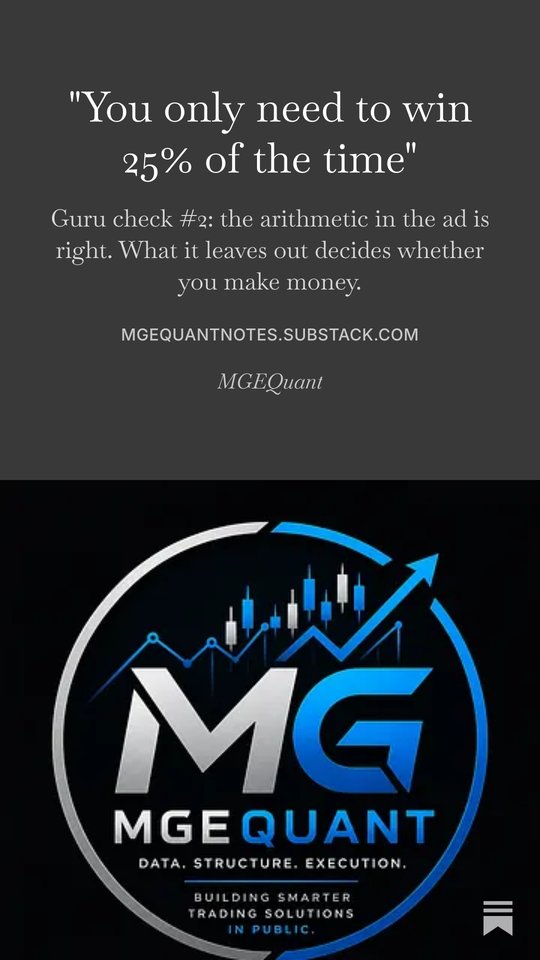 "You only need to win
25% of the time"
Guru check #2: the arithmetic in the ad is
right. What it leaves out decides whether
you make money.
MGEQUANTNOTES.SUBSTACK.COM
MGEQuant
MG
MGEQUANT
DATA. STRUCTURE. EXECUTION.
BUILDING SMARTER
TRADING SOLUTIONS
IN PUBLIC.